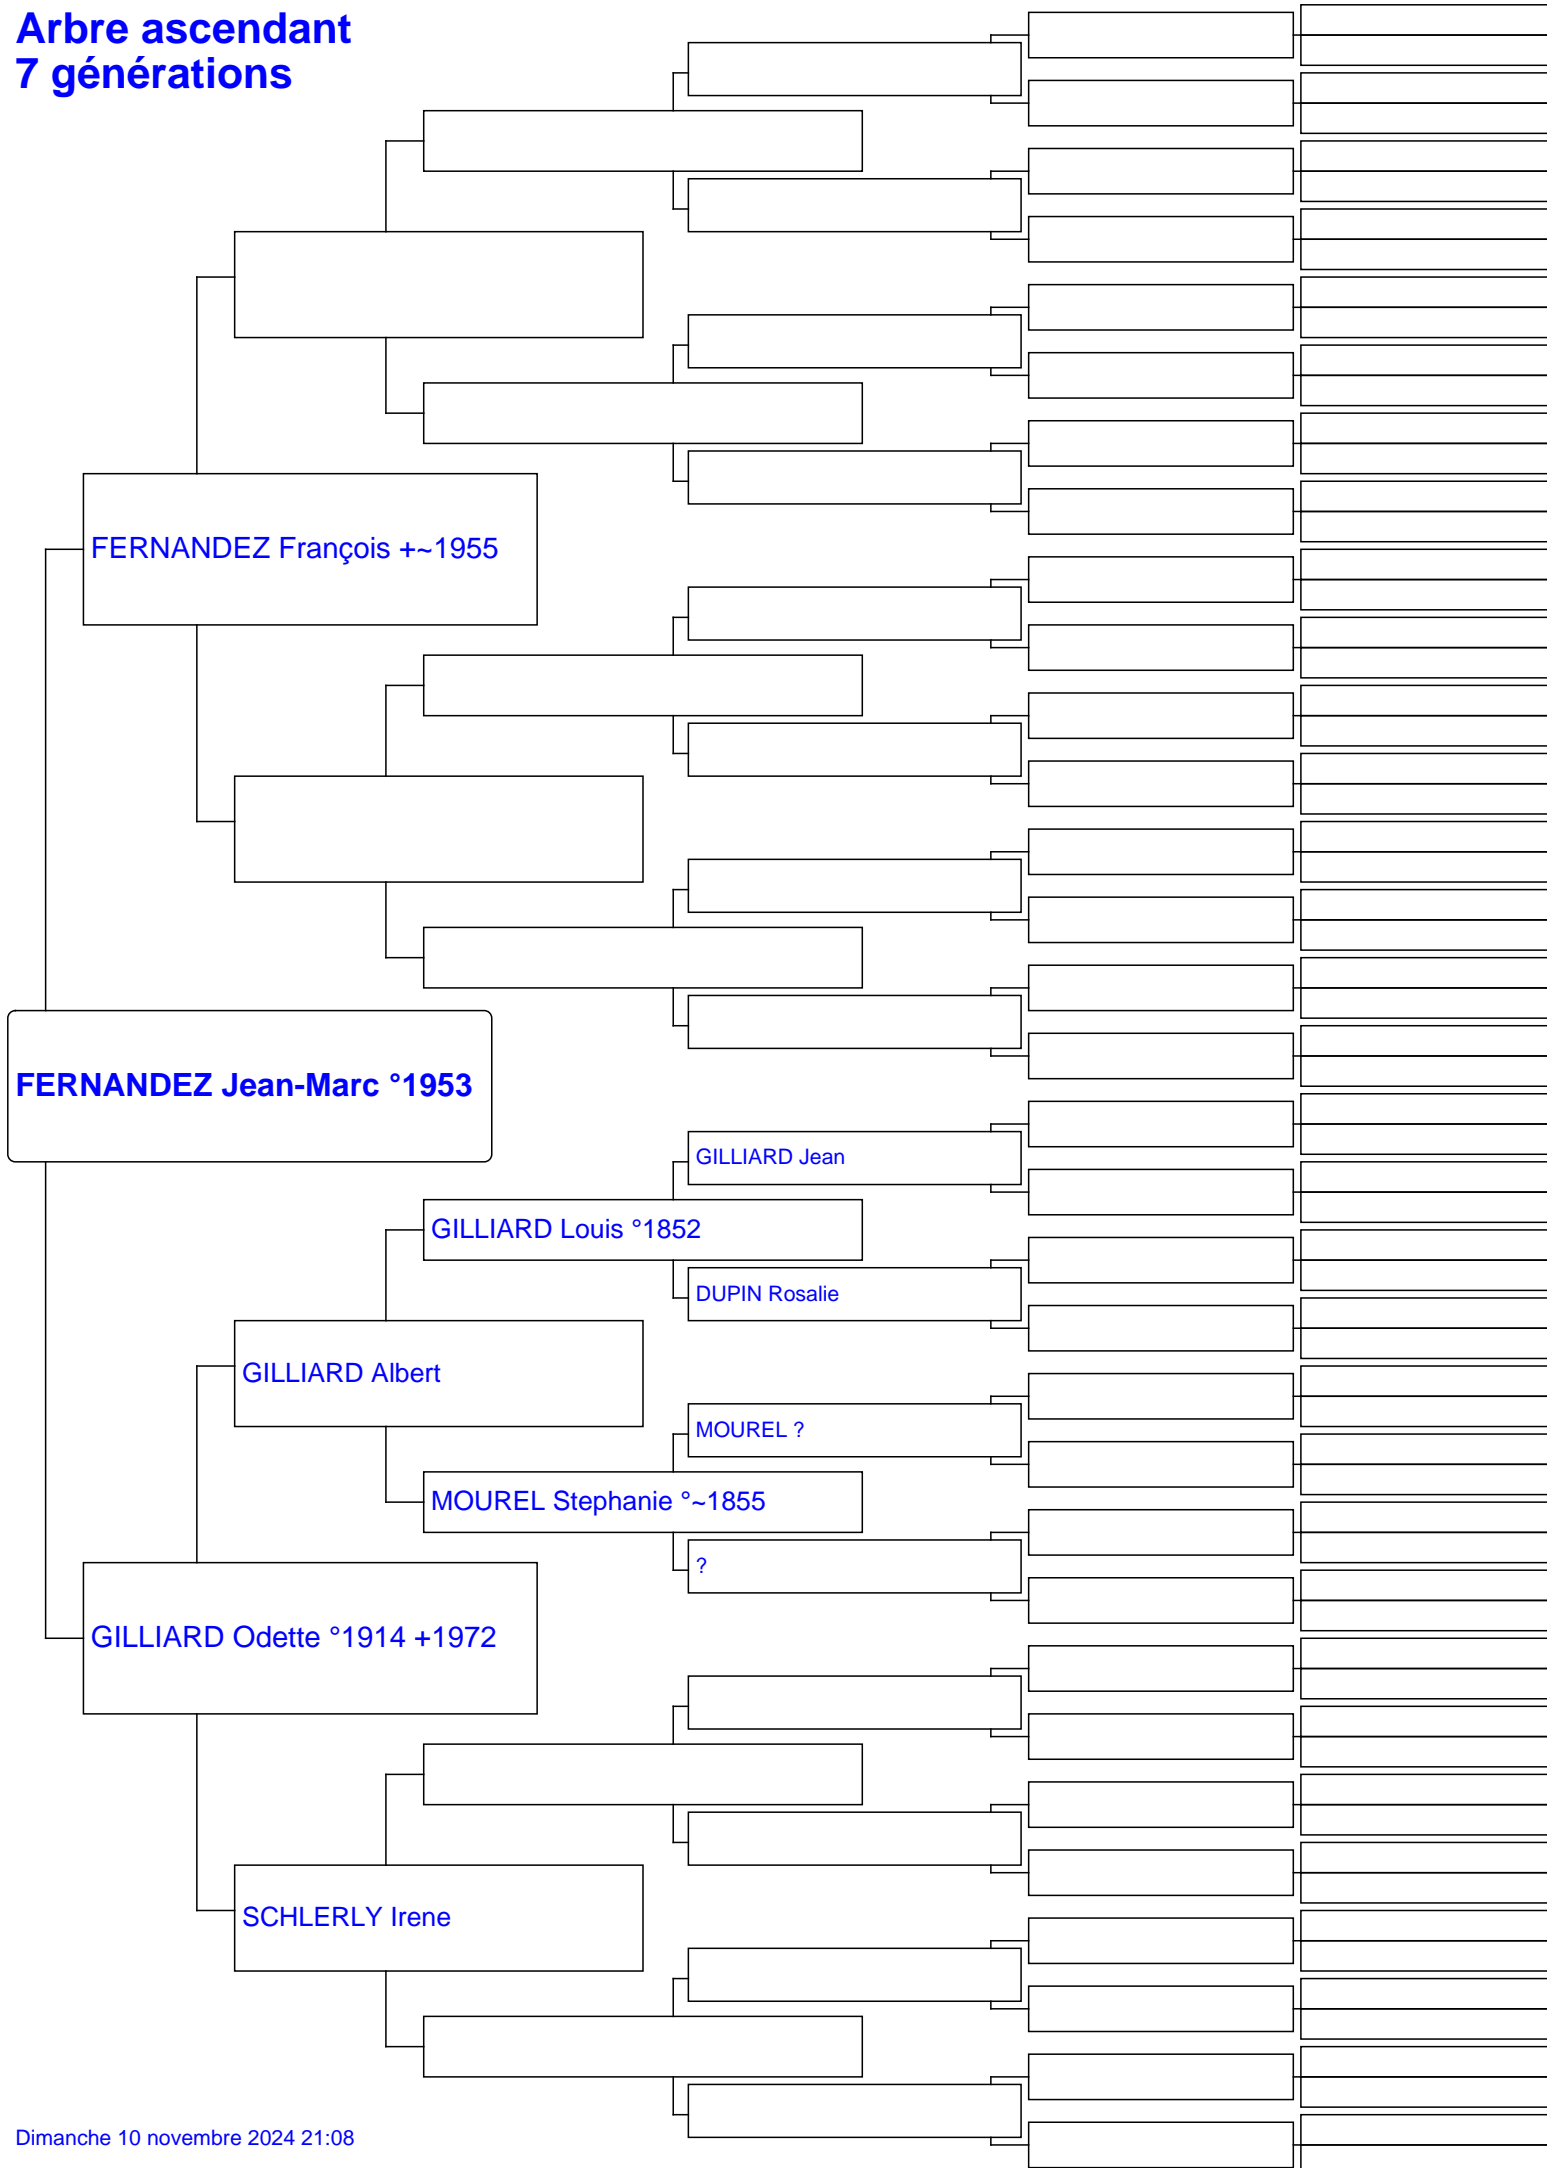 Arbre ascendant
7 générations
FERNANDEZ François +~1955
FERNANDEZ Jean-Marc °1953
GILLIARD Jean
GILLIARD Louis °1852
DUPIN Rosalie
GILLIARD Albert
MOUREL ?
MOUREL Stephanie °~1855
?
GILLIARD Odette °1914 +1972
SCHLERLY Irene
Dimanche 10 novembre 2024 21:08